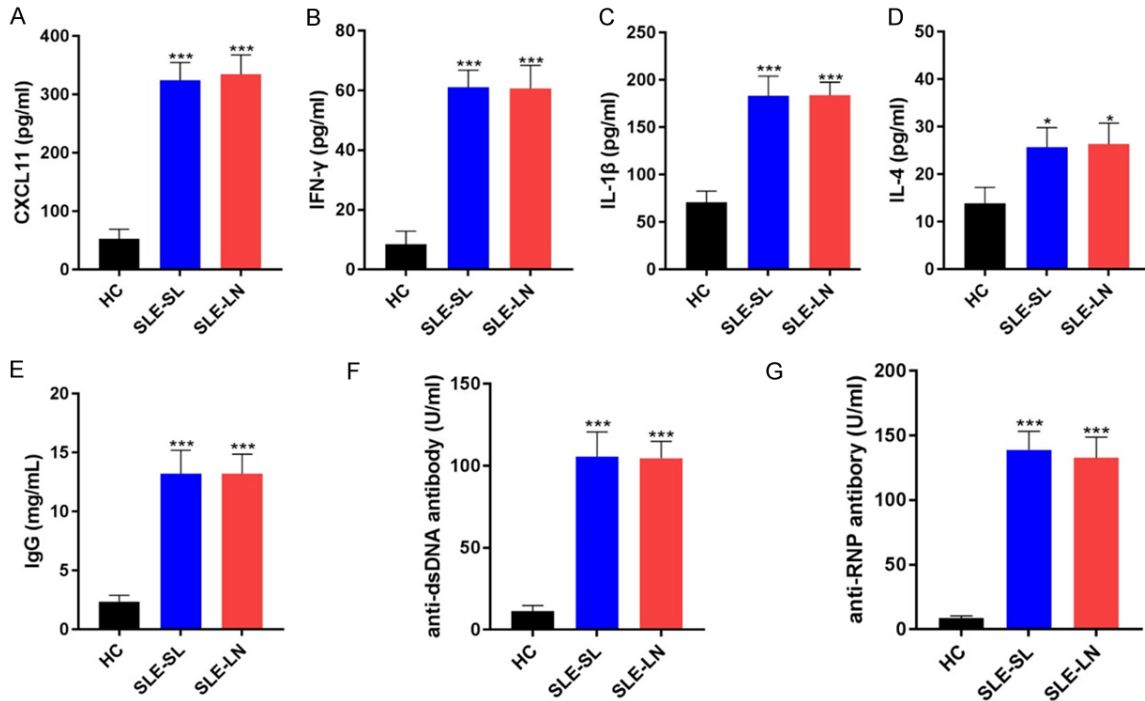 A
CXCL11 (pg/ml)
400
300
200
100
0
***
***
HC
SLE-SL
SLE-LN
B
IFN-γ (pg/ml)
80
60
40
20
0
***
***
HC
SLE-SL
SLE-LN
C
IL-1β (pg/ml)
250
200
150
100
50
0
***
***
HC
SLE-SL
SLE-LN
D
IL-4 (pg/ml)
50
40
30
20
10
0
*
*
HC
SLE-SL
SLE-LN
E
IgG (mg/mL)
20
15
10
5
0
***
***
HC
SLE-SL
SLE-LN
F
anti-dsDNA antibody (U/ml)
150
100
50
0
***
***
HC
SLE-SL
SLE-LN
G
anti-RNP antibory (U/ml)
200
150
100
50
0
***
***
HC
SLE-SL
SLE-LN